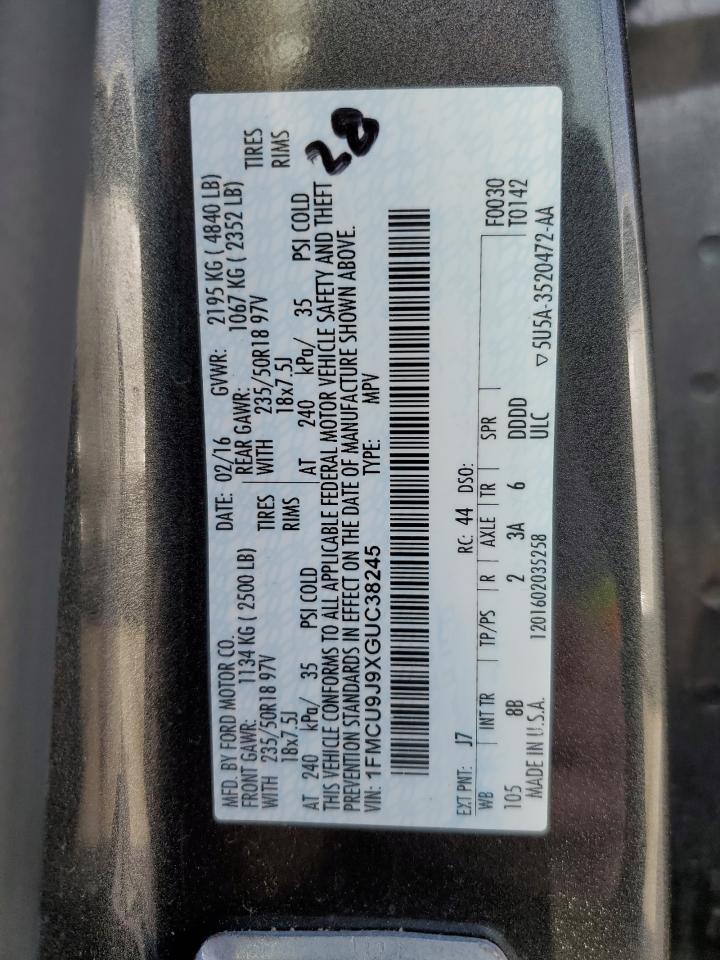 MFD. BY FORD MOTOR CO.
DATE: 02/16 GVWR: 2195 KG ( 4840 LB)
FRONT GAWR: 1134 KG ( 2500 LB)
REAR GAWR: 1067 KG ( 2352 LB)
WITH 235/50R18 97V TIRES
WITH 235/50R18 97V TIRES
18x7.5J RIMS
18x7.5J RIMS
AT 240 kPa/ 35 PSI COLD
AT 240 kPa/ 35 PSI COLD
THIS VEHICLE CONFORMS TO ALL APPLICABLE FEDERAL MOTOR VEHICLE SAFETY AND THEFT
PREVENTION STANDARDS IN EFFECT ON THE DATE OF MANUFACTURE SHOWN ABOVE.
28
VIN: 1FMCU9J9XGUC38245 TYPE: MPV
EXT PNT: J7 RC: 44 DSO: F0030
T0142
WB INT TR TP/PS R AXLE TR SPR
105 8B 2 3A 6 DDDD
ULC
MADE IN U.S.A. 1201602035258 ▽5U5A-3520472-AA